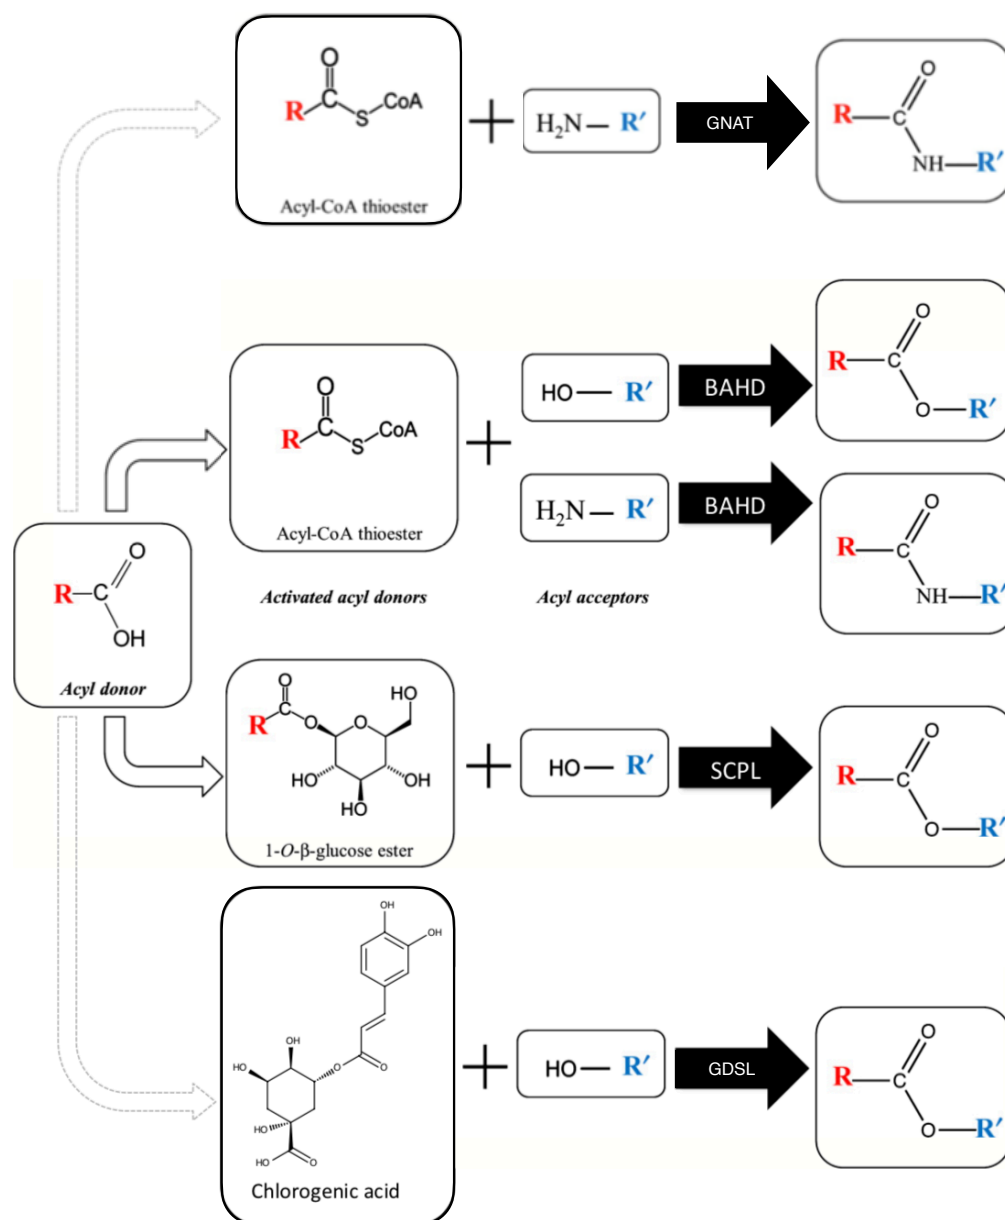 O
R C S CoA
Acyl-CoA thioester
H₂N— R′
GNAT
O
R C
NH R′
O
R C S CoA
Acyl-CoA thioester
HO— R′
BAHD
O
R C
O R′
H₂N— R′
BAHD
O
R C
NH R′
Activated acyl donors
Acyl acceptors
O
R C
OH
Acyl donor
O
R C O O HO
HO OH
HO
1-O-β-glucose ester
HO— R′
SCPL
O
R C
O R′
OH
OH
OH
HO O O
HO
HO O
Chlorogenic acid
HO— R′
GDSL
O
R C
O R′